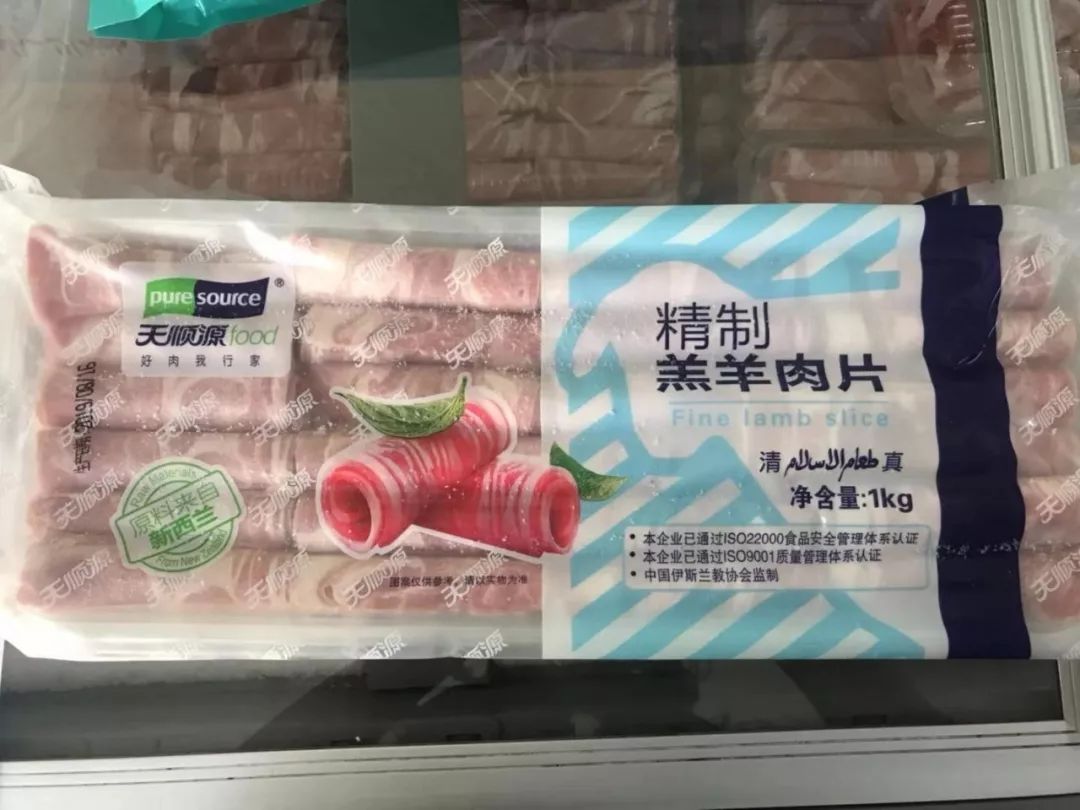 pure source ®
天顺源food
好肉我行家
Raw Materials
原料来自
新西兰
From New Zealand
图案仅供参考，请以实物为准
精制
羔羊肉片
Fine lamb slice
清 طعام الاسلام 真
净含量:1kg
• 本企业已通过ISO22000食品安全管理体系认证
• 本企业已通过ISO9001质量管理体系认证
• 中国伊斯兰教协会监制